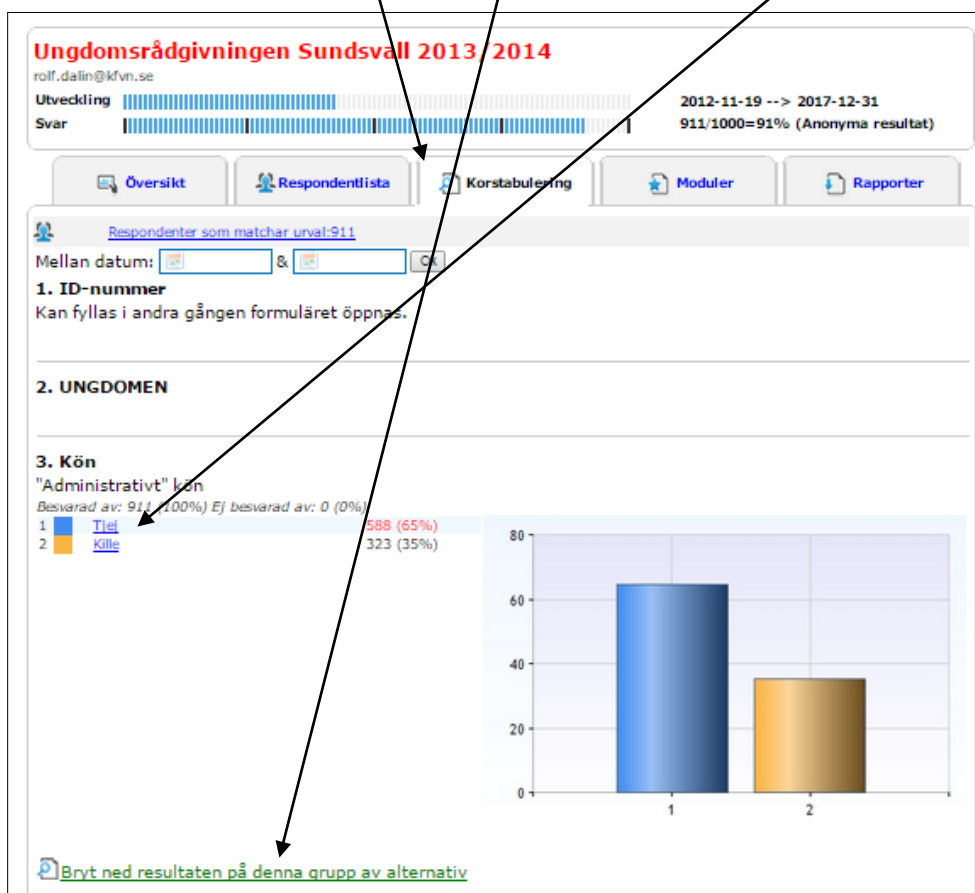 Ungdomsrådgivningen Sundsvall 2013/2014
rolf.dalin@kfvn.se
Utveckling 2012-11-19 --> 2017-12-31
Svar 911/1000=91% (Anonyma resultat)
Översikt Respondentlista Korstabulering Moduler Rapporter
Respondenter som matchar urval:911
Mellan datum: & Ok
1. ID-nummer
Kan fyllas i andra gången formuläret öppnas.
2. UNGDOMEN
3. Kön
"Administrativt" kön
Besvarad av: 911 (100%) Ej besvarad av: 0 (0%)
1 Tjej 588 (65%)
2 Kille 323 (35%)
80
60
40
20
0
1 2
Bryt ned resultaten på denna grupp av alternativ